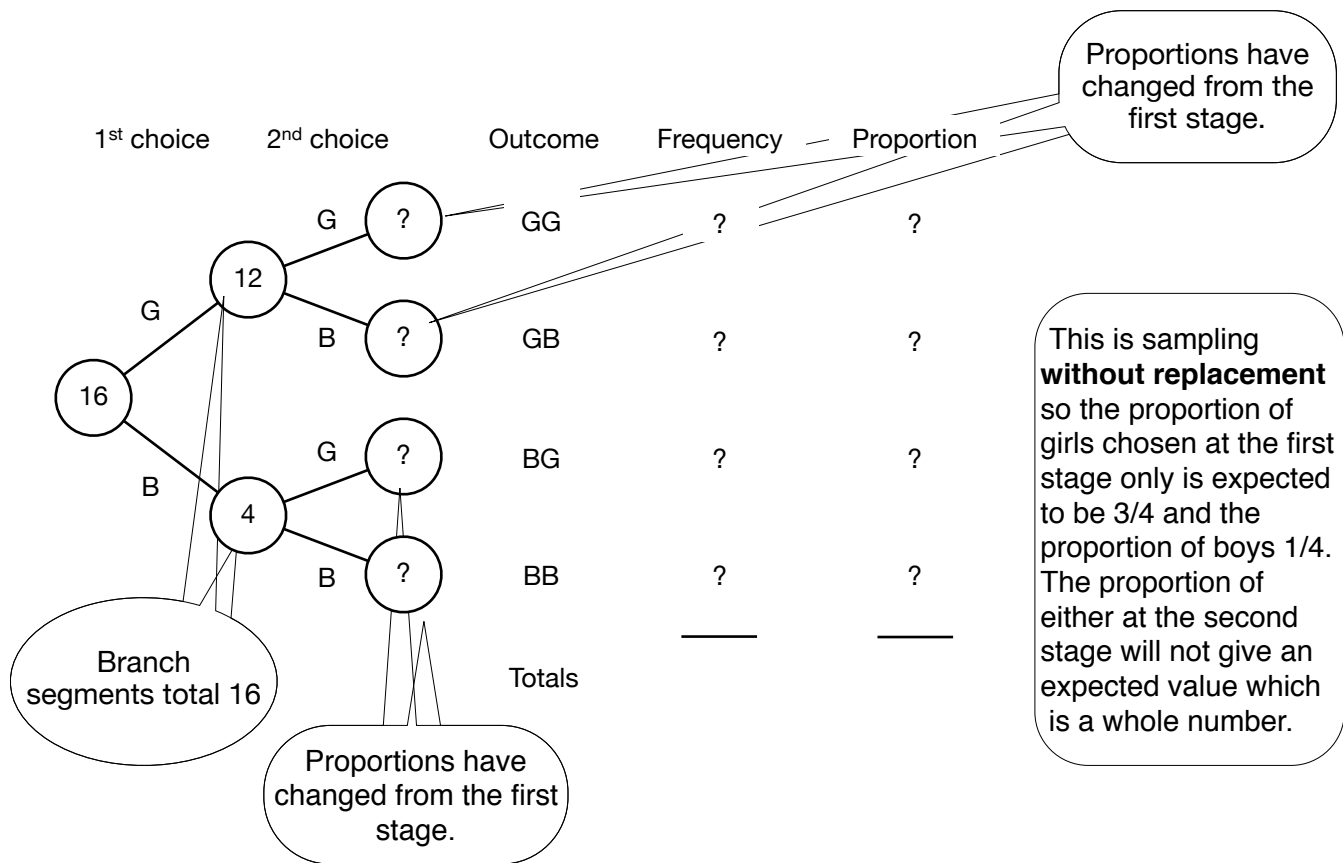 Proportions have
changed from the
first stage.
1st choice 2nd choice Outcome Frequency Proportion
G ? GG ? ?
12
G
B ? GB ? ?
16
G ? BG ? ?
B
4
B ? BB ? ?
Totals
Branch
segments total 16
Proportions have
changed from the first
stage.
This is sampling
without replacement
so the proportion of
girls chosen at the first
stage only is expected
to be 3/4 and the
proportion of boys 1/4.
The proportion of
either at the second
stage will not give an
expected value which
is a whole number.